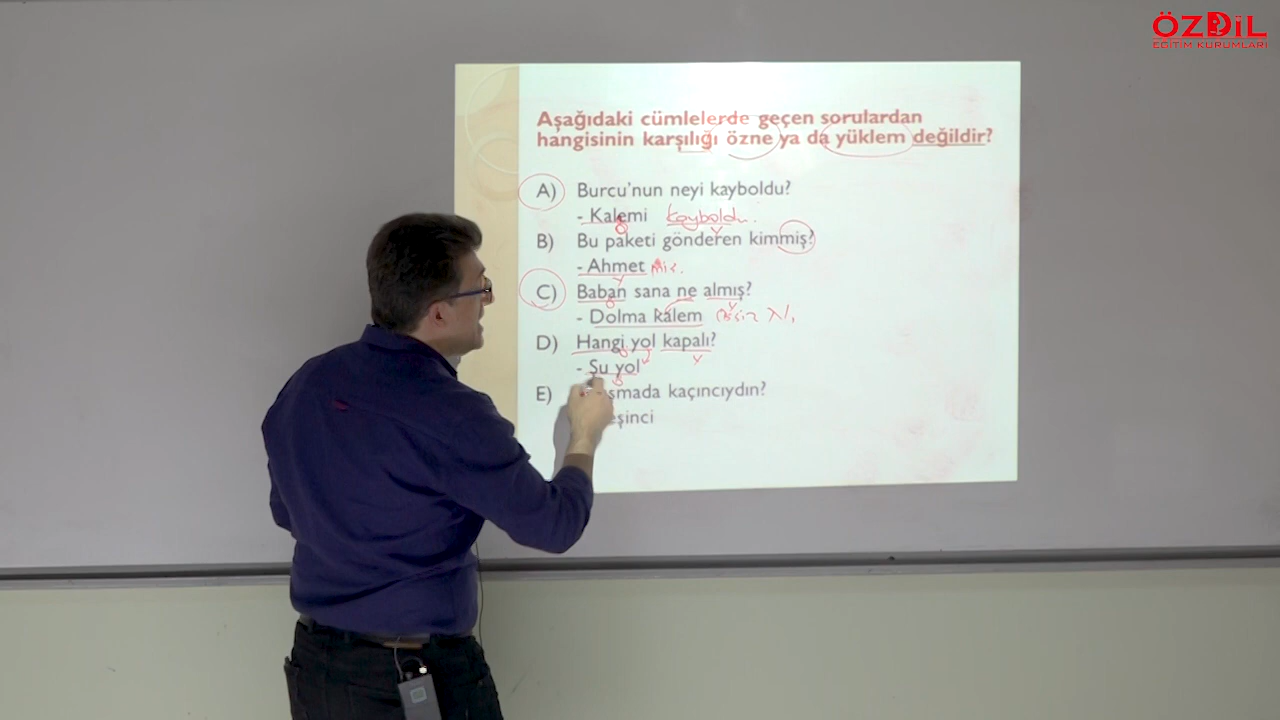 ÖZDİL
EĞİTİM KURUMLARI
Aşağıdaki cümlelerde geçen sorulardan
hangisinin karşılığı özne ya da yüklem değildir?
A) Burcu'nun neyi kayboldu?
- Kalemi kayboldu.
B) Bu paketi gönderen kimmiş?
- Ahmet miş.
C) Baban sana ne almış?
- Dolma kalem
D) Hangi yol kapalı?
- Şu yol
E) kaçıncıydın?